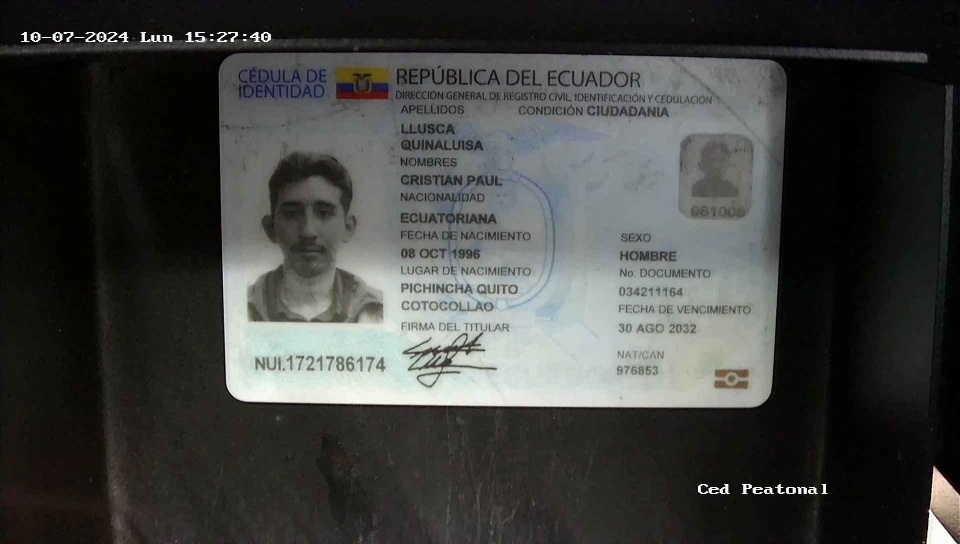 10-07-2024 Lun 15:27:40
CÉDULA DE IDENTIDAD
REPÚBLICA DEL ECUADOR
DIRECCIÓN GENERAL DE REGISTRO CIVIL, IDENTIFICACIÓN Y CEDULACIÓN
APELLIDOS
CONDICIÓN CIUDADANIA
LLUSCA
QUINALUISA
NOMBRES
CRISTIAN PAUL
NACIONALIDAD
ECUATORIANA
FECHA DE NACIMIENTO
08 OCT 1996
LUGAR DE NACIMIENTO
PICHINCHA QUITO
COTOCOLLAO
FIRMA DEL TITULAR
961008
SEXO
HOMBRE
No. DOCUMENTO
034211164
FECHA DE VENCIMIENTO
30 AGO 2032
NAT/CAN
976853
NUI.1721786174
Ced Peatonal